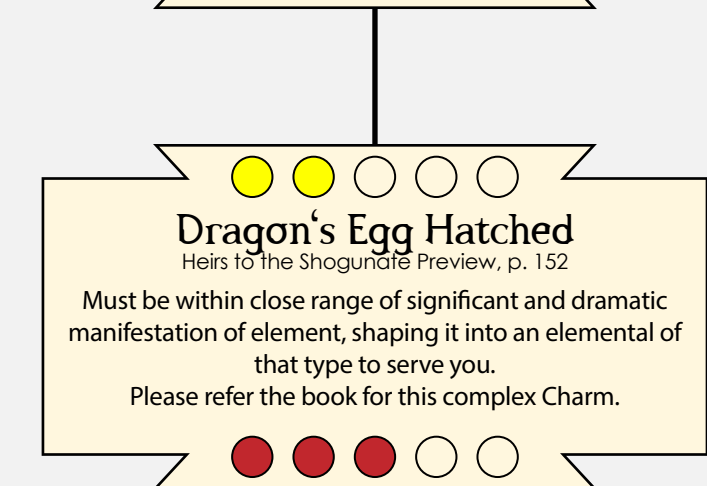 Dragon‘s Egg Hatched
Heirs to the Shogunate Preview, p. 152
Must be within close range of significant and dramatic
manifestation of element, shaping it into an elemental of
that type to serve you.
Please refer the book for this complex Charm.